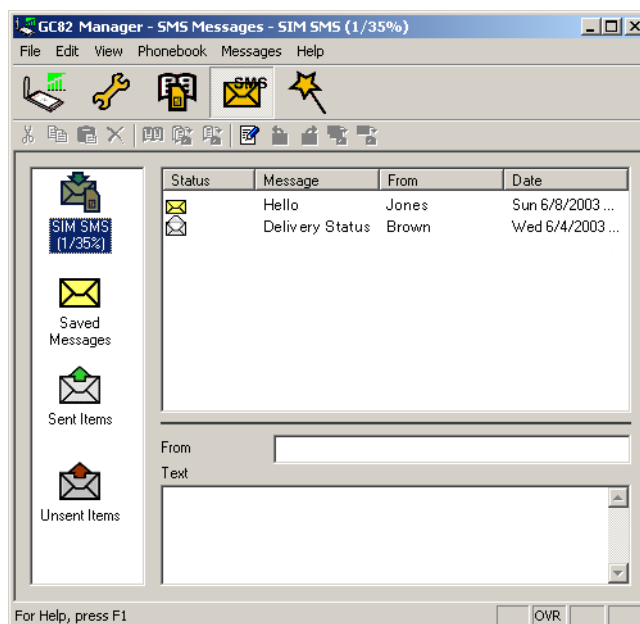 GC82 Manager - SMS Messages - SIM SMS (1/35%)
File Edit View Phonebook Messages Help
SMS
Status Message From Date
Hello Jones Sun 6/8/2003 ...
Delivery Status Brown Wed 6/4/2003 ...
SIM SMS
(1/35%)
Saved
Messages
Sent Items
Unsent Items
From
Text
For Help, press F1
OVR